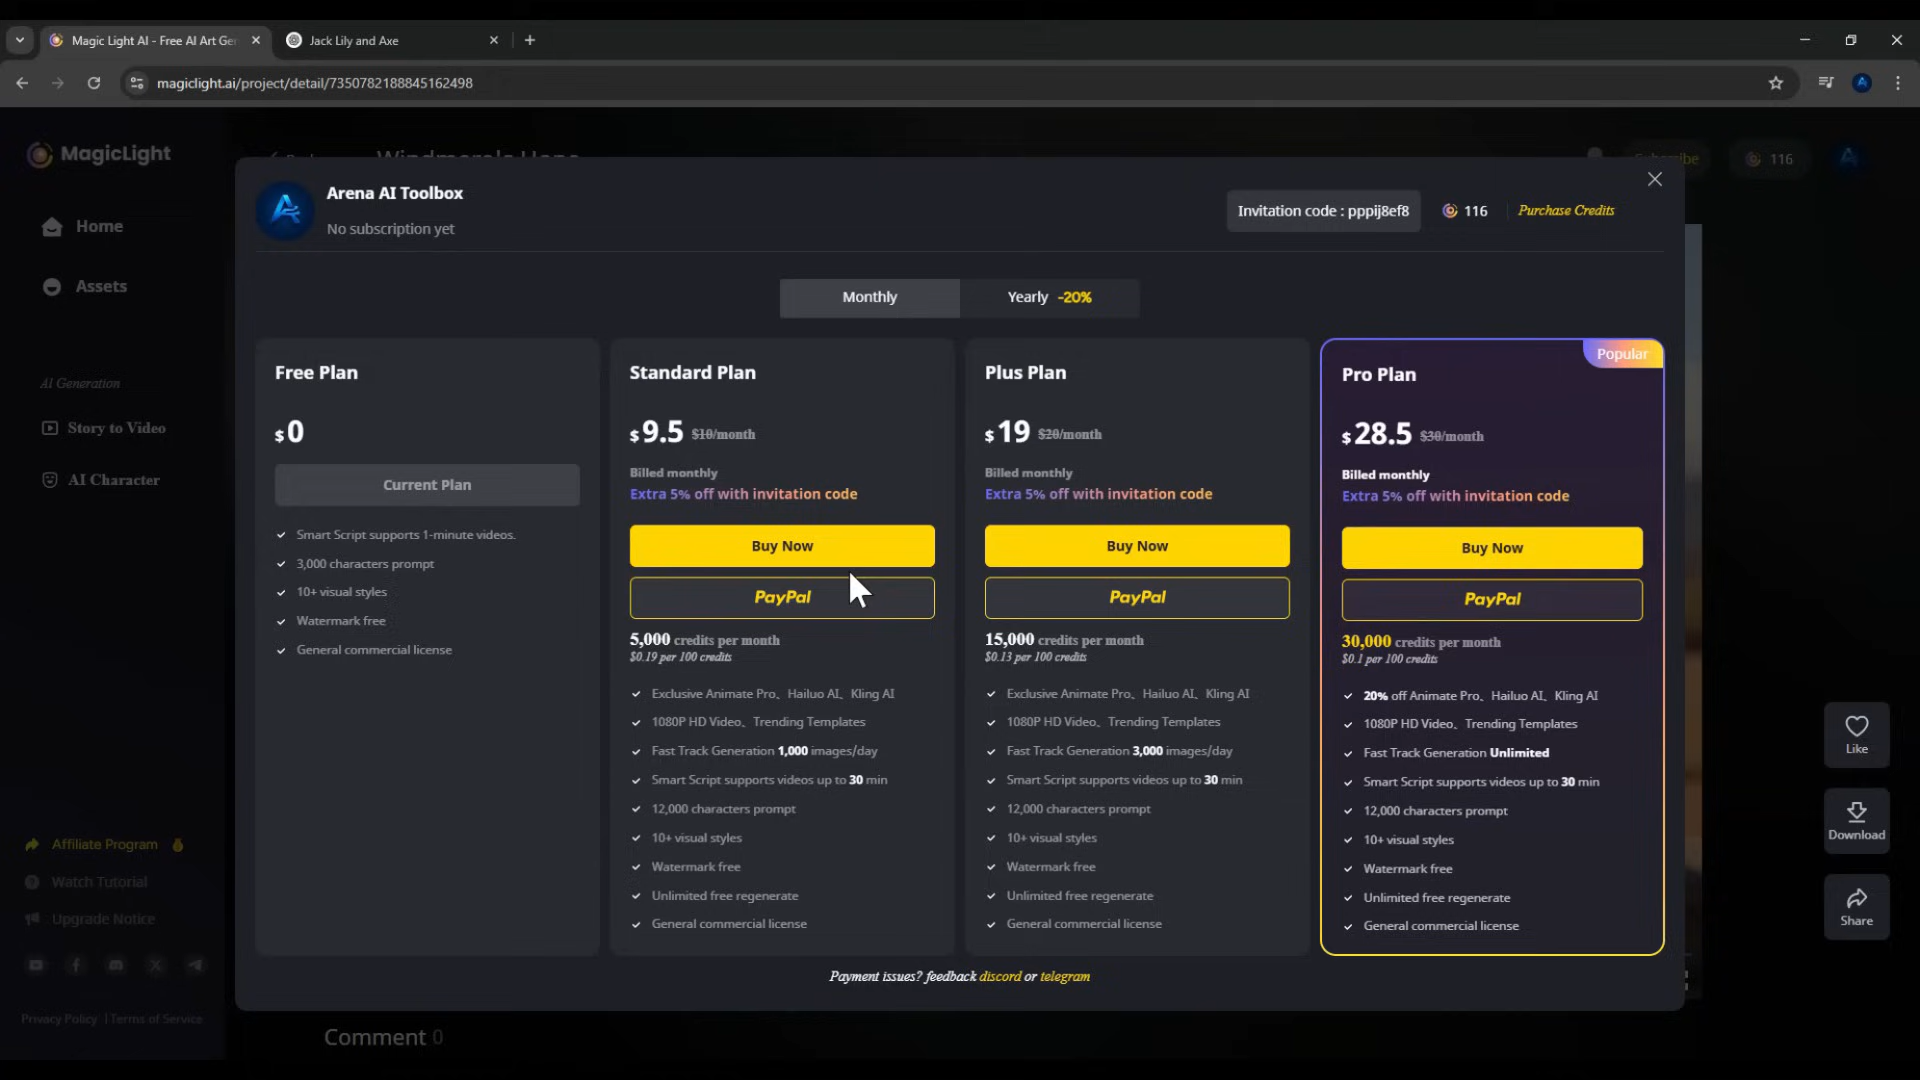 Magic Light AI - Free AI Art Ger
Jack Lily and Axe
magiclight.ai/project/detail/7350782188845162498
MagicLight
Home
Assets
AI Generation
Story to Video
AI Character
Affiliate Program
Watch Tutorial
Upgrade Notice
Privacy Policy | Terms of Service
Subscribe
116
Arena AI Toolbox
No subscription yet
Invitation code : pppij8ef8
116
Purchase Credits
Monthly
Yearly -20%
Free Plan
$0
Current Plan
Smart Script supports 1-minute videos.
3,000 characters prompt
10+ visual styles
Watermark free
General commercial license
Standard Plan
$9.5 $10/month
Billed monthly
Extra 5% off with invitation code
Buy Now
PayPal
5,000 credits per month
$0.19 per 100 credits
Exclusive Animate Pro、Hailuo AI、Kling AI
1080P HD Video、Trending Templates
Fast Track Generation 1,000 images/day
Smart Script supports videos up to 30 min
12,000 characters prompt
10+ visual styles
Watermark free
Unlimited free regenerate
General commercial license
Plus Plan
$19 $20/month
Billed monthly
Extra 5% off with invitation code
Buy Now
PayPal
15,000 credits per month
$0.13 per 100 credits
Exclusive Animate Pro、Hailuo AI、Kling AI
1080P HD Video、Trending Templates
Fast Track Generation 3,000 images/day
Smart Script supports videos up to 30 min
12,000 characters prompt
10+ visual styles
Watermark free
Unlimited free regenerate
General commercial license
Popular
Pro Plan
$28.5 $30/month
Billed monthly
Extra 5% off with invitation code
Buy Now
PayPal
30,000 credits per month
$0.1 per 100 credits
20% off Animate Pro、Hailuo AI、Kling AI
1080P HD Video、Trending Templates
Fast Track Generation Unlimited
Smart Script supports videos up to 30 min
12,000 characters prompt
10+ visual styles
Watermark free
Unlimited free regenerate
General commercial license
Payment issues? feedback discord or telegram
Like
Download
Share
Comment 0